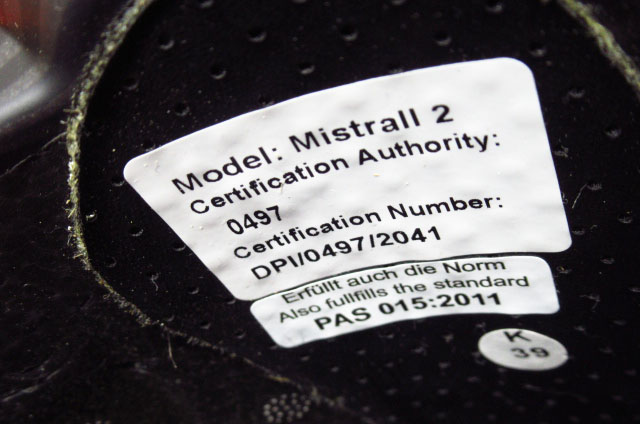 Model: Mistrall 2
Certification Authority:
0497
Certification Number:
DPI/0497/2041
Erfüllt auch die Norm
Also fullfills the standard
PAS 015:2011
K
39